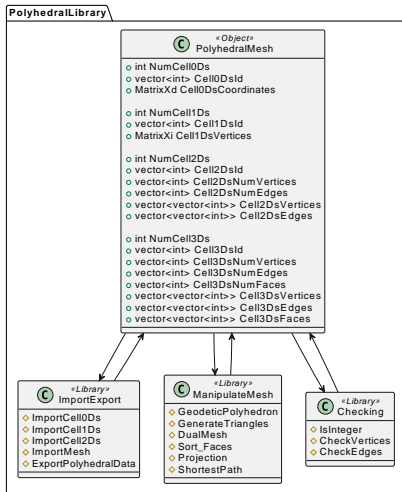 PolyhedralLibrary
C
«Object»
PolyhedralMesh
int NumCell0Ds
vector<int> Cell0DsId
MatrixXd Cell0DsCoordinates
int NumCell1Ds
vector<int> Cell1DsId
MatrixXi Cell1DsVertices
int NumCell2Ds
vector<int> Cell2DsId
vector<int> Cell2DsNumVertices
vector<int> Cell2DsNumEdges
vector<vector<int>> Cell2DsVertices
vector<vector<int>> Cell2DsEdges
int NumCell3Ds
vector<int> Cell3DsId
vector<int> Cell3DsNumVertices
vector<int> Cell3DsNumEdges
vector<int> Cell3DsNumFaces
vector<vector<int>> Cell3DsVertices
vector<vector<int>> Cell3DsEdges
vector<vector<int>> Cell3DsFaces
C
«Library»
ImportExport
ImportCell0Ds
ImportCell1Ds
ImportCell2Ds
ImportMesh
ExportPolyhedralData
C
«Library»
ManipulateMesh
GeodeticPolyhedron
GenerateTriangles
DualMesh
Sort_Faces
Projection
ShortestPath
C
«Library»
Checking
IsInteger
CheckVertices
CheckEdges